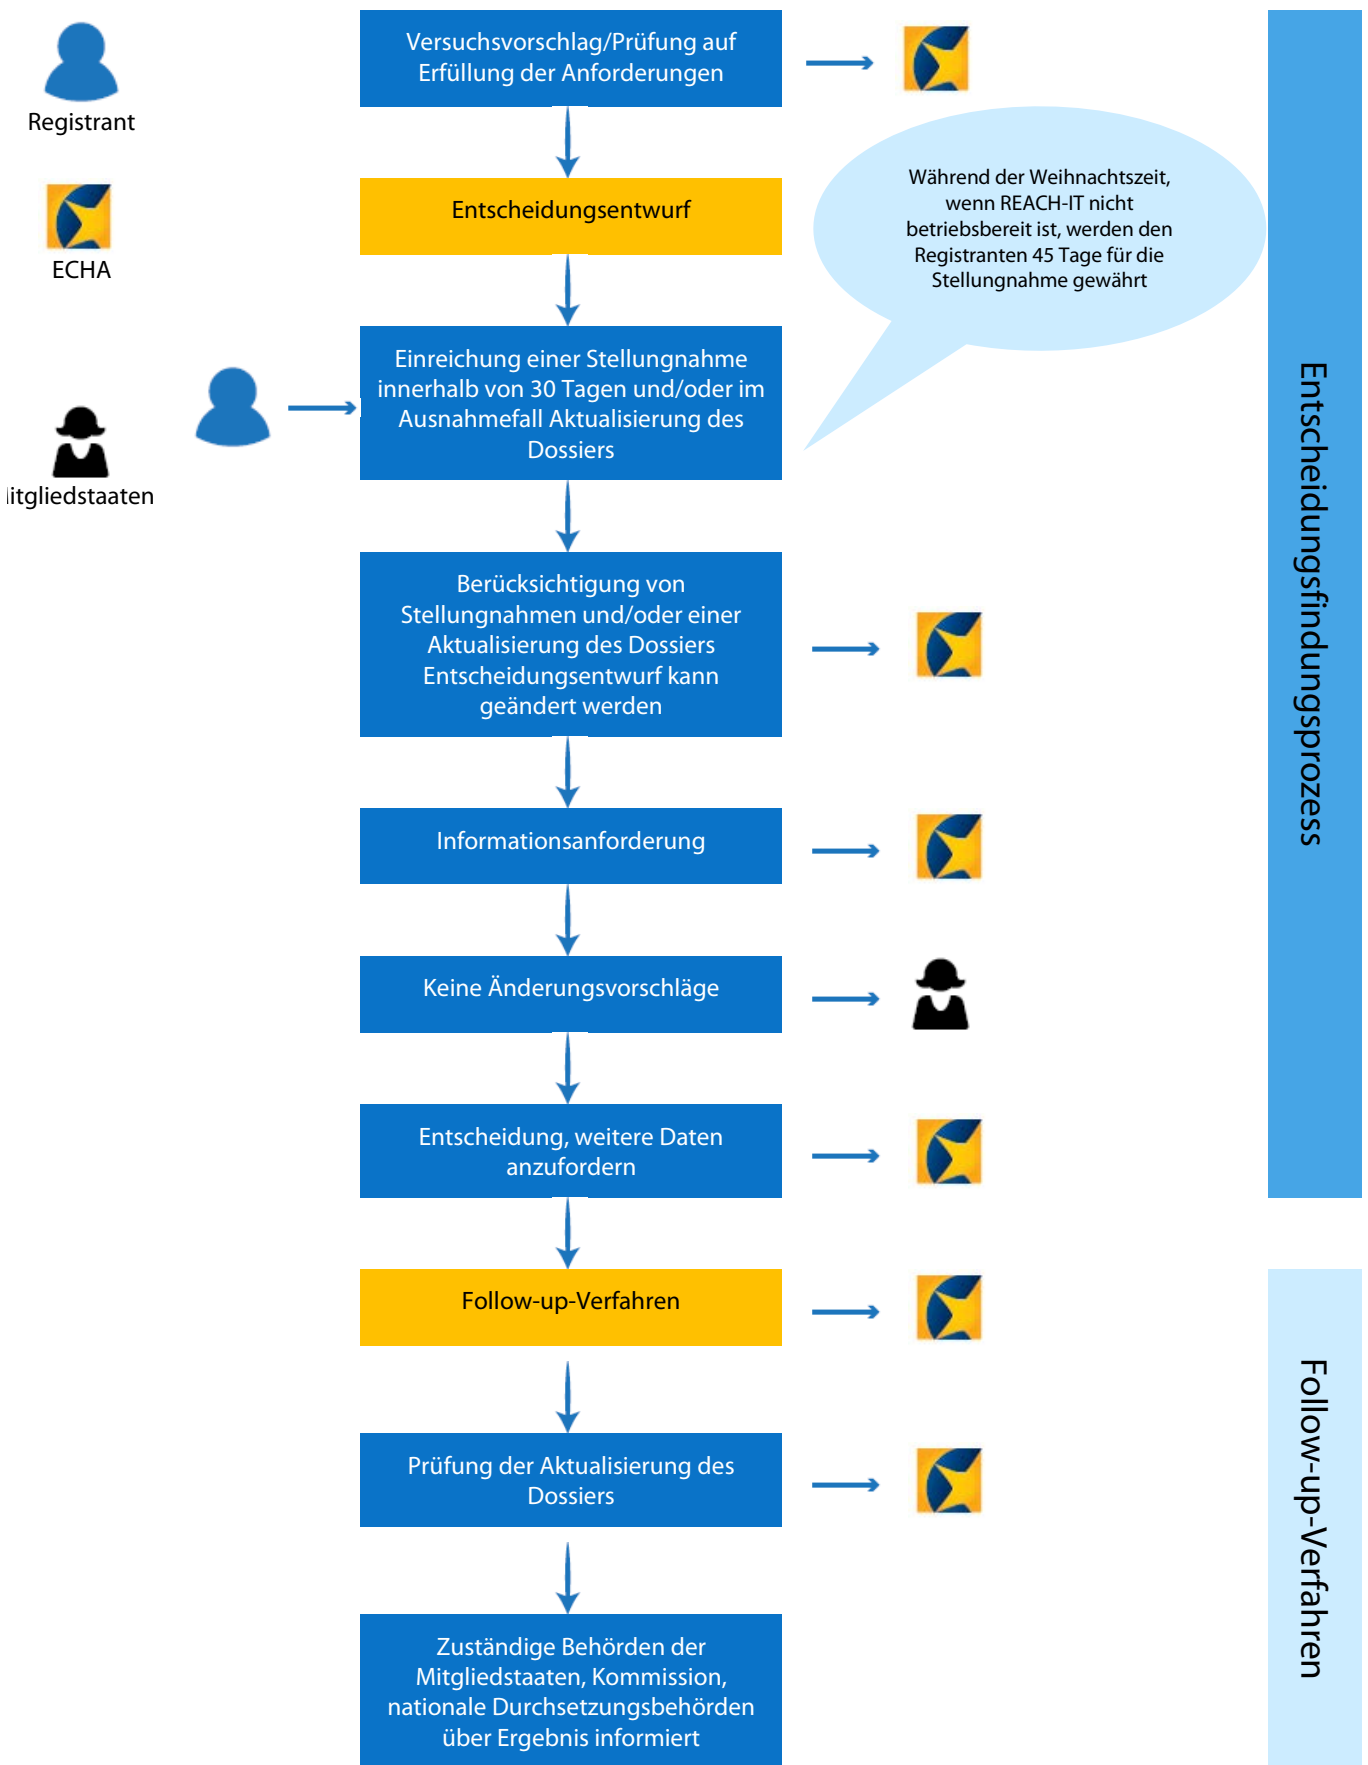 Registrant
ECHA
Mitgliedstaaten
Versuchsvorschlag/Prüfung auf
Erfüllung der Anforderungen
Entscheidungsentwurf
Während der Weihnachtszeit,
wenn REACH-IT nicht
betriebsbereit ist, werden den
Registranten 45 Tage für die
Stellungnahme gewährt
Einreichung einer Stellungnahme
innerhalb von 30 Tagen und/oder im
Ausnahmefall Aktualisierung des
Dossiers
Berücksichtigung von
Stellungnahmen und/oder einer
Aktualisierung des Dossiers
Entscheidungsentwurf kann
geändert werden
Informationsanforderung
Keine Änderungsvorschläge
Entscheidung, weitere Daten
anzufordern
Follow-up-Verfahren
Prüfung der Aktualisierung des
Dossiers
Zuständige Behörden der
Mitgliedstaaten, Kommission,
nationale Durchsetzungsbehörden
über Ergebnis informiert
Entscheidungsfindungsprozess
Follow-up-Verfahren